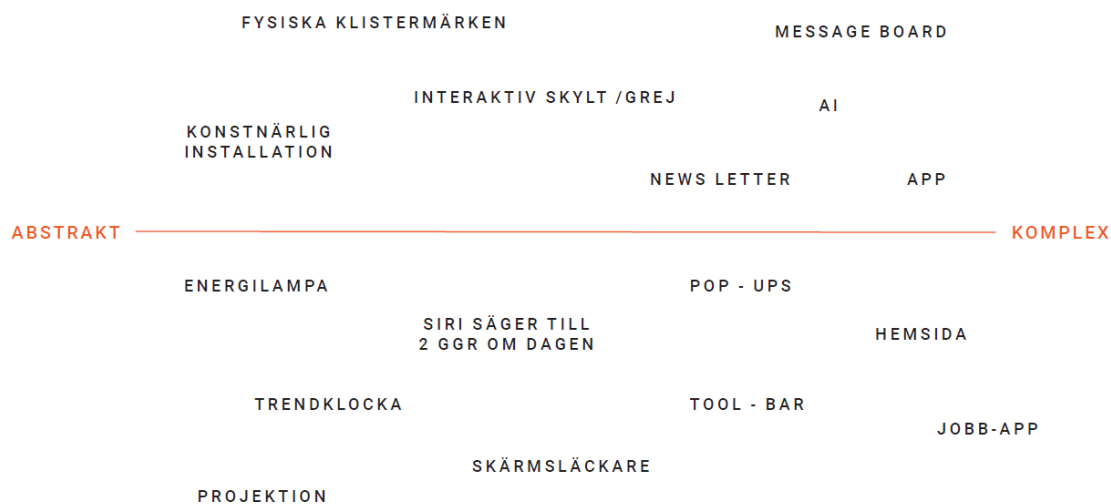 FYSISKA KLISTERMÄRKEN
MESSAGE BOARD
INTERAKTIV SKYLT /GREJ
AI
KONSTNÄRLIG
INSTALLATION
NEWS LETTER
APP
ABSTRAKT
KOMPLEX
ENERGILAMPA
POP - UPS
SIRI SÄGER TILL
2 GGR OM DAGEN
HEMSIDA
TRENDKLOCKA
TOOL - BAR
JOBB-APP
SKÄRMSLÄCKARE
PROJEKTION